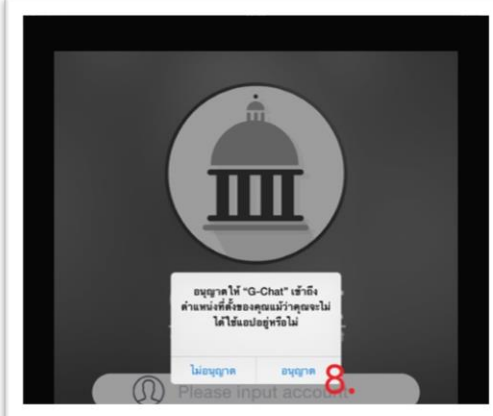 อนุญาตให้ “G-Chat” เข้าถึง
ตำแหน่งที่ตั้งของคุณแม้ว่าคุณจะไม่
ได้ใช้แอปอยู่หรือไม่
ไม่อนุญาต อนุญาต 8.
Please input account